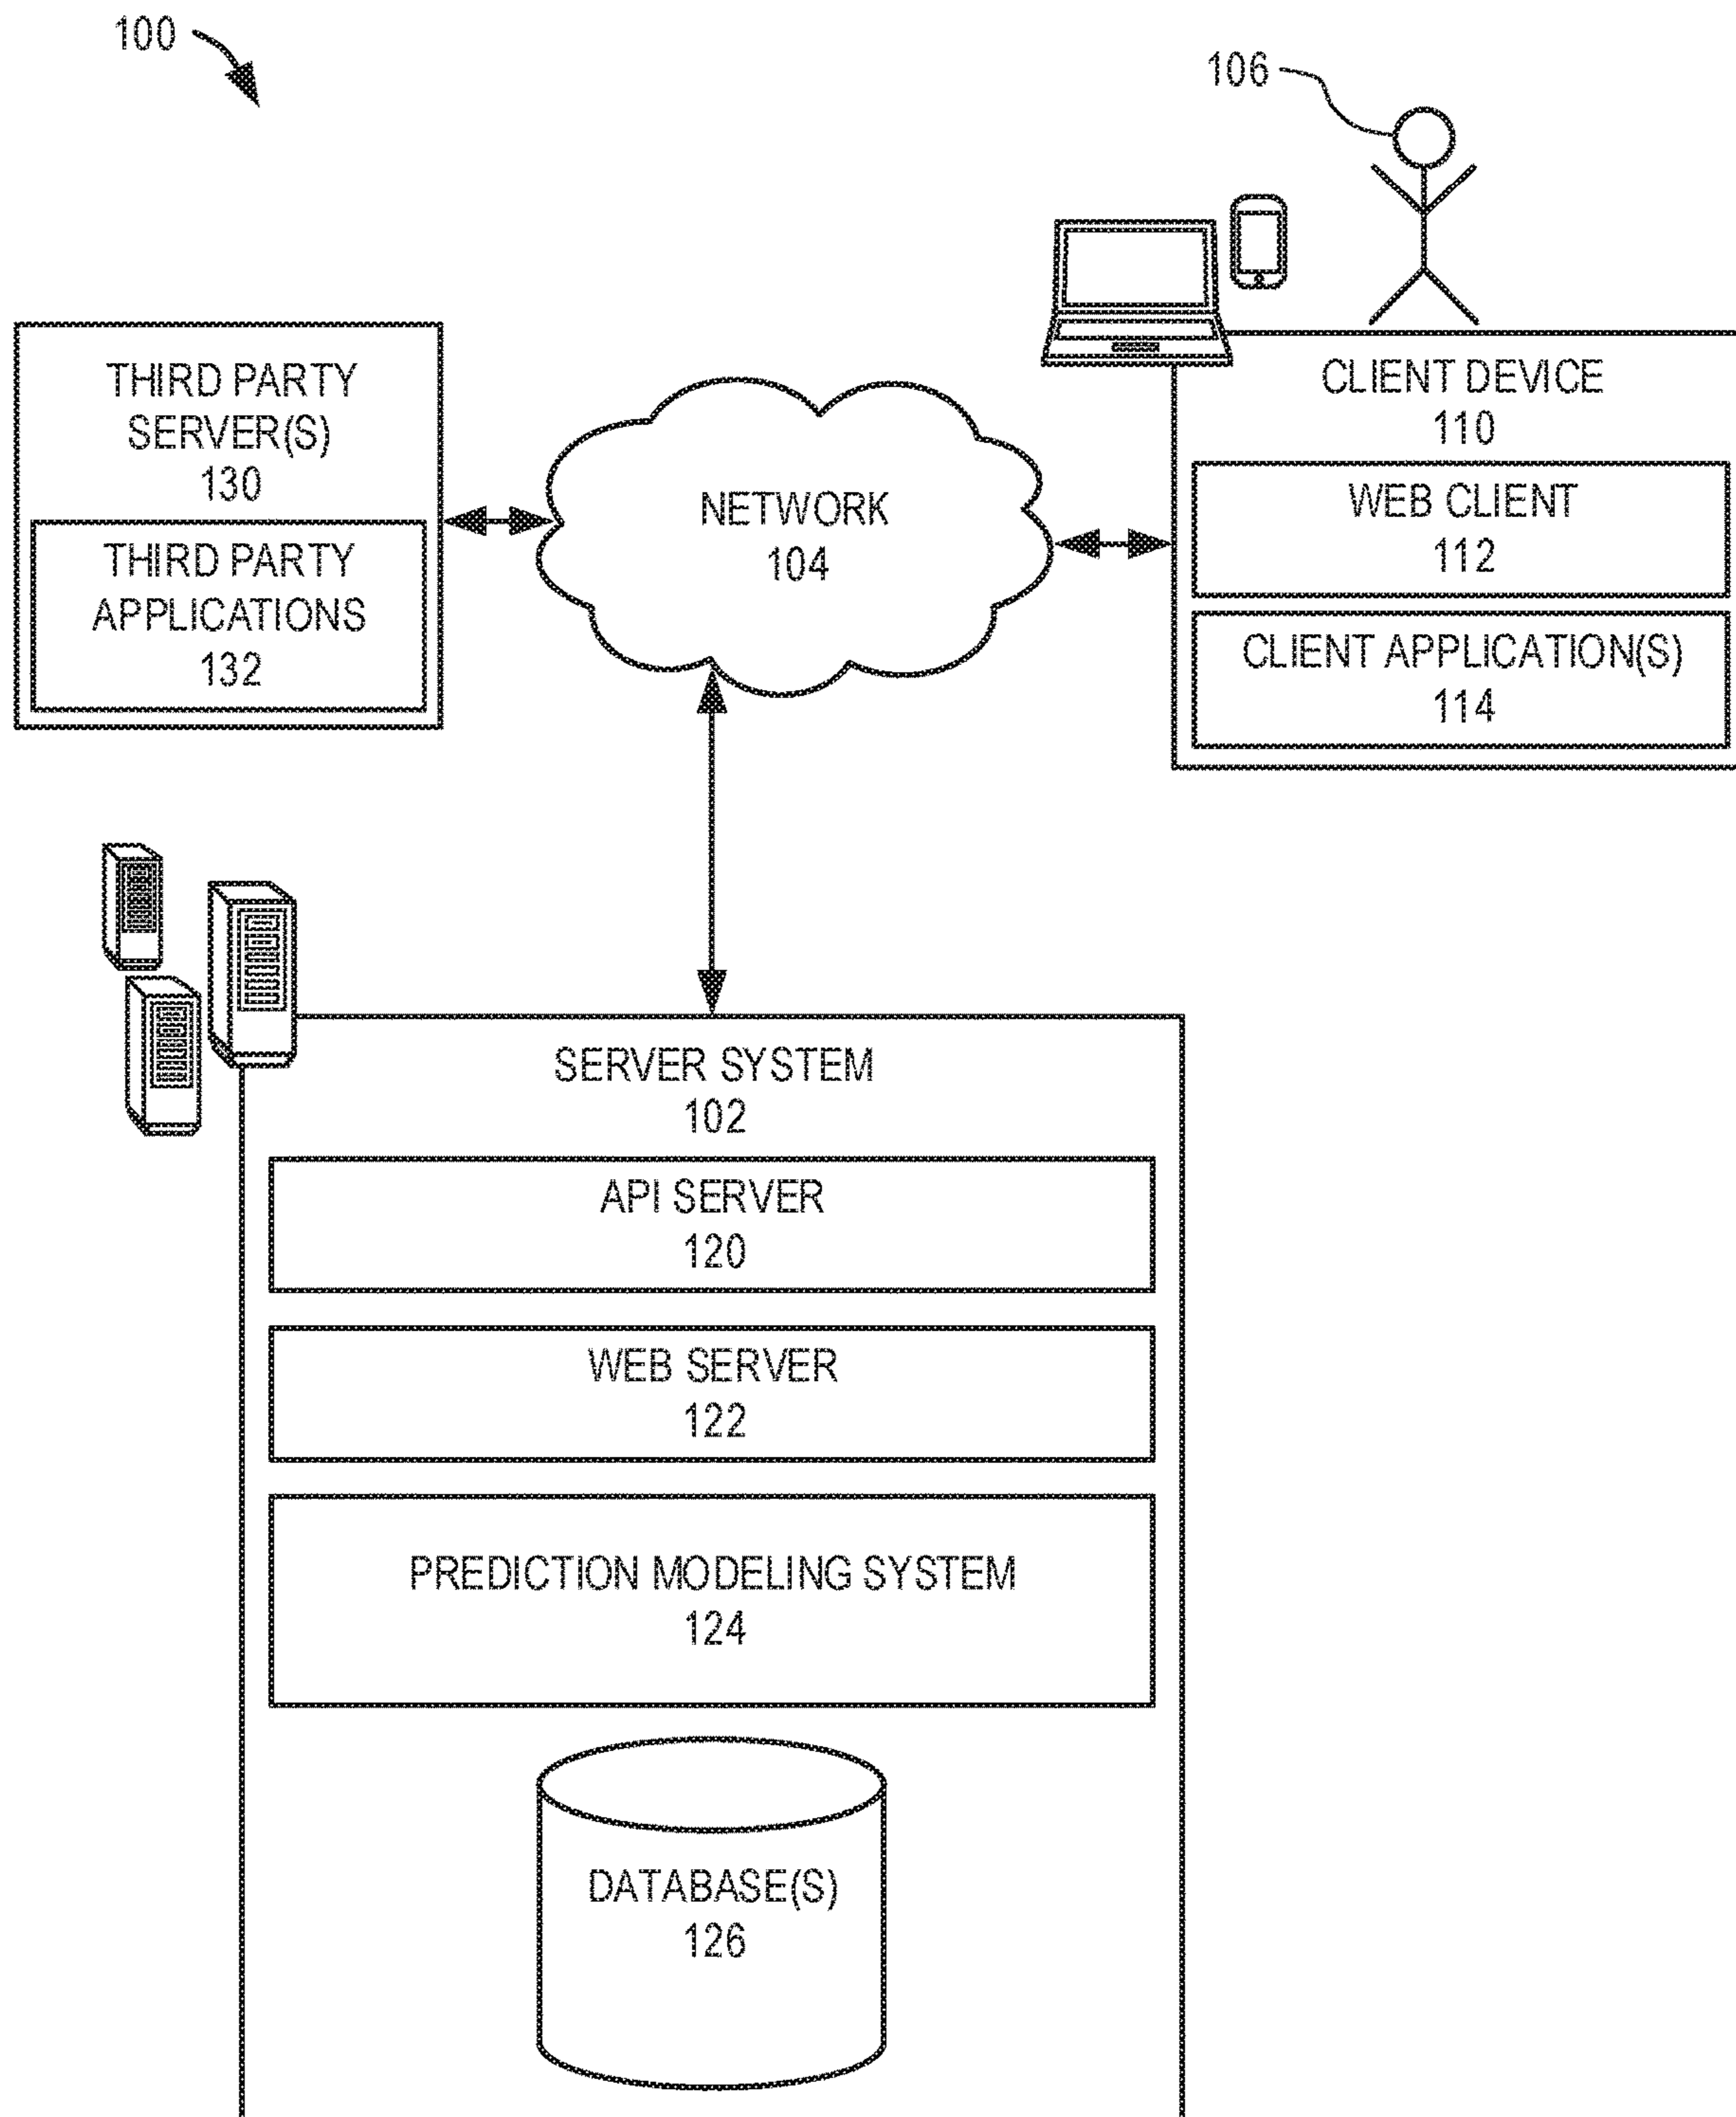 100
106
THIRD PARTY
SERVER(S)
130
THIRD PARTY
APPLICATIONS
132
NETWORK
104
CLIENT DEVICE
110
WEB CLIENT
112
CLIENT APPLICATION(S)
114
SERVER SYSTEM
102
API SERVER
120
WEB SERVER
122
PREDICTION MODELING SYSTEM
124
DATABASE(S)
126